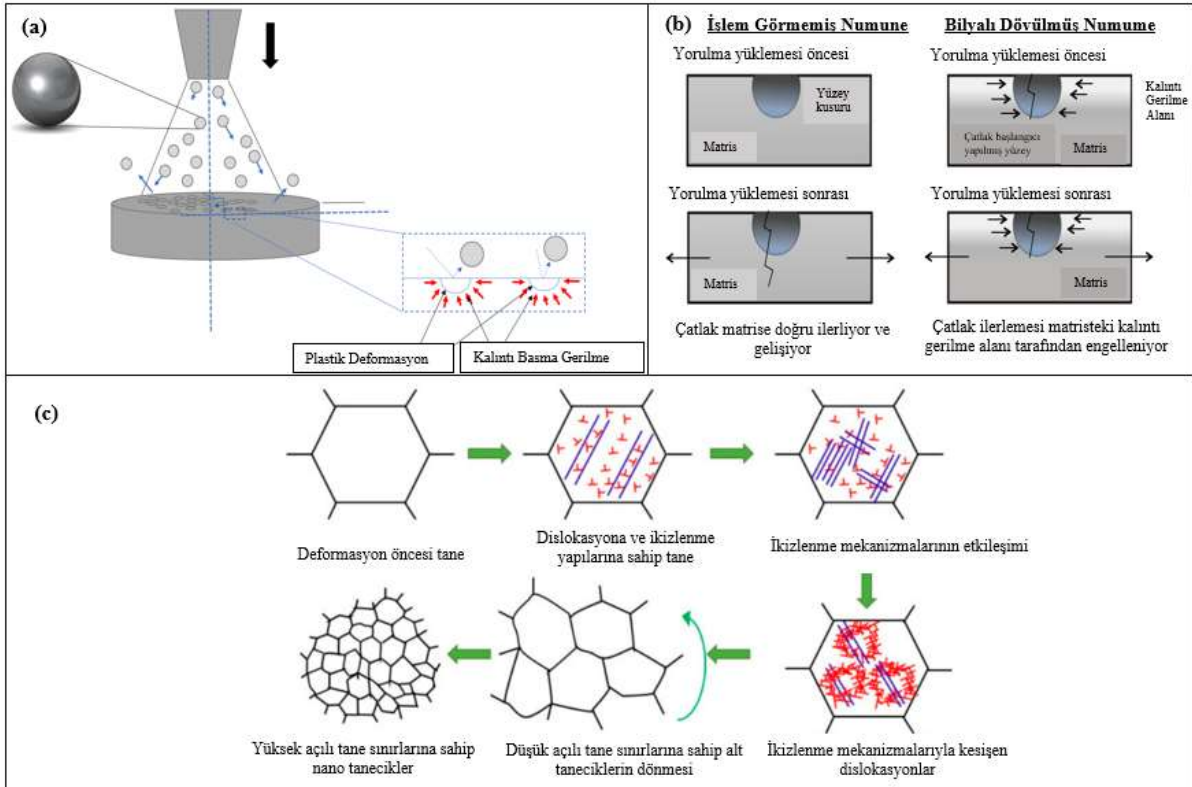 (a)
Plastik Deformasyon
Kalıntı Basma Gerilme
(b)
İşlem Görmemis Numune
Yorulma yüklemesi öncesi
Yüzey
kusuru
Matris
Yorulma yüklemesi sonrası
Matris
Çatlak matrise doğru ilerliyor ve
gelişiyor
Bilyalı Dövülmüş Numume
Yorulma yüklemesi öncesi
Kalıntı
Gerilme
Alanı
Çatlak başlangıcı
yapılmış yüzey
Matris
Yorulma yüklemesi sonrası
Matris
Çatlak ilerlemesi matristeki kalıntı
gerilme alanı tarafından engelleniyor
(c)
Deformasyon öncesi tane
Dislokasyona ve ikizlenme
yapılarına sahip tane
İkizlenme mekanizmalarının etkileşimi
Yüksek açılı tane sınırlarına sahip
nano tanecikler
Düşük açılı tane sınırlarına sahip alt
taneciklerin dönmesi
İkizlenme mekanizmalarıyla kesişen
dislokasyonlar